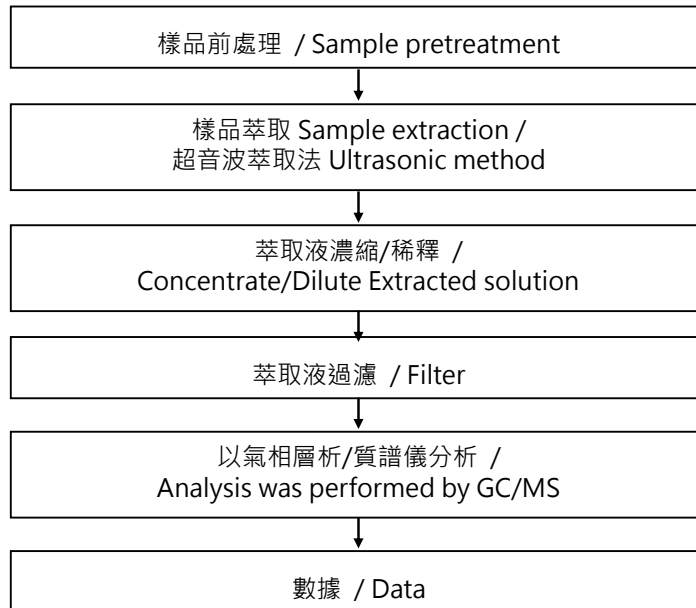 樣品前處理 / Sample pretreatment
樣品萃取 Sample extraction /
超音波萃取法 Ultrasonic method
萃取液濃縮/稀釋 /
Concentrate/Dilute Extracted solution
萃取液過濾 / Filter
以氣相層析/質譜儀分析 /
Analysis was performed by GC/MS
數據 / Data